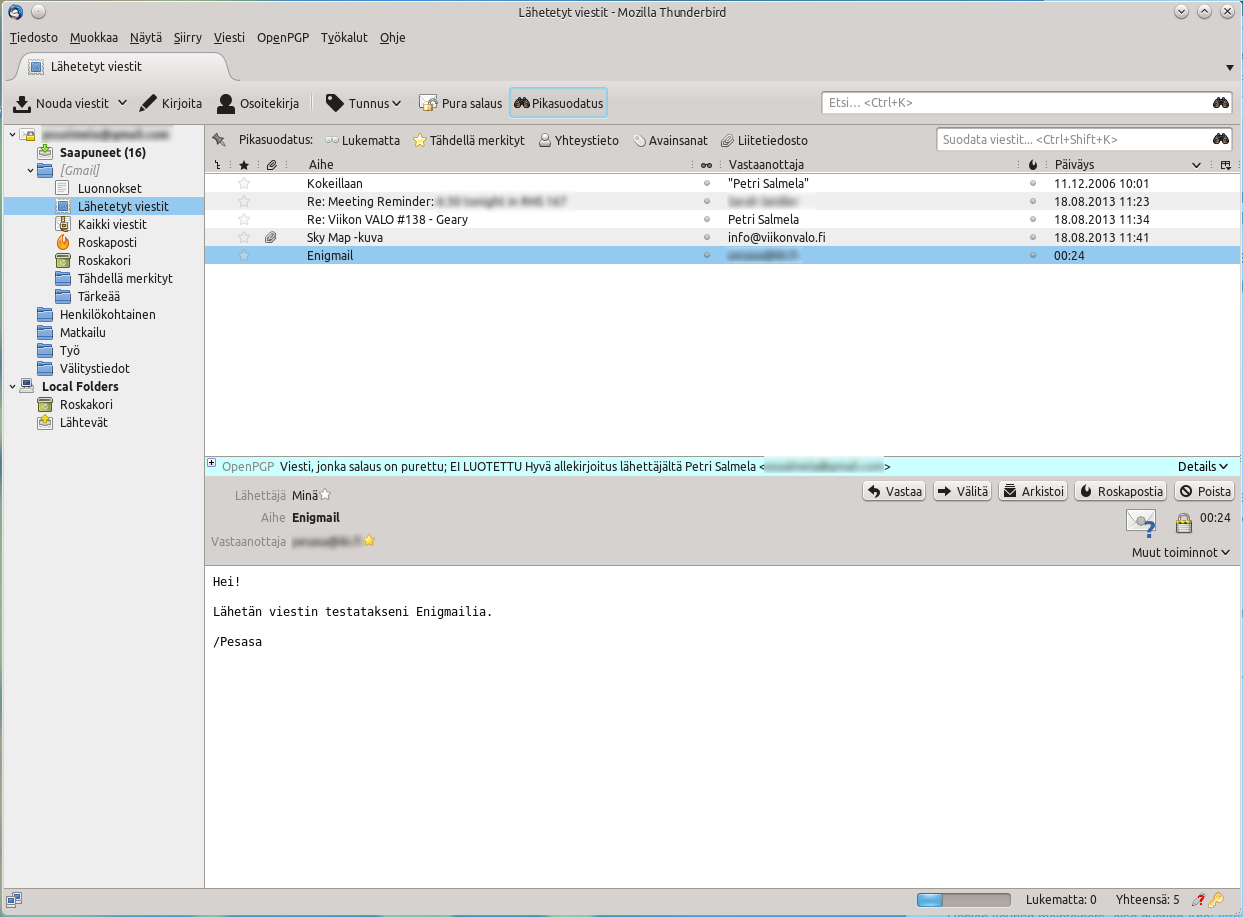 Lähetetyt viestit - Mozilla Thunderbird
Tiedosto Muokkaa Näytä Siirry Viesti OpenPGP Työkalut Ohje
Lähetetyt viestit
Nouda viestit Kirjoita Osoitekirja Tunnus Pura salaus Pikasuodatus Etsi... <Ctrl+K>
Pikasuodatus: Lukematta Tähdellä merkityt Yhteystieto Avainsanat Liitetiedosto Suodata viestit... <Ctrl+Shift+K>
Saapuneet (16)
[Gmail]
Luonnokset
Lähetetyt viestit
Kaikki viestit
Roskaposti
Roskakori
Tähdellä merkityt
Tärkeää
Henkilökohtainen
Matkailu
Työ
Välitystiedot
Local Folders
Roskakori
Lähtevät
Aihe Vastaanottaja Päiväys
Kokeillaan "Petri Salmela" 11.12.2006 10:01
Re: Meeting Reminder: 18.08.2013 11:23
Re: Viikon VALO #138 - Geary Petri Salmela 18.08.2013 11:34
Sky Map -kuva info@viikonvalo.fi 18.08.2013 11:41
Enigmail 00:24
OpenPGP Viesti, jonka salaus on purettu; EI LUOTETTU Hyvä allekirjoitus lähettäjältä Petri Salmela < > Details
Lähettäjä Minä Vastaa Välitä Arkistoi Roskapostia Poista
Aihe Enigmail 00:24
Vastaanottaja
Muut toiminnot
Hei!
Lähetän viestin testatakseni Enigmailia.
/Pesasa
Lukematta: 0 Yhteensä: 5